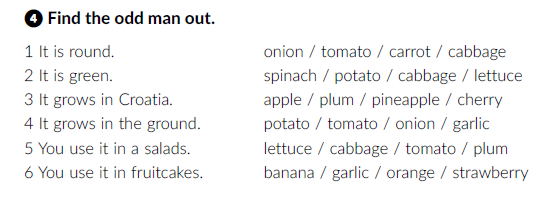 4 Find the odd man out.
1 It is round. onion / tomato / carrot / cabbage
2 It is green. spinach / potato / cabbage / lettuce
3 It grows in Croatia. apple / plum / pineapple / cherry
4 It grows in the ground. potato / tomato / onion / garlic
5 You use it in a salads. lettuce / cabbage / tomato / plum
6 You use it in fruitcakes. banana / garlic / orange / strawberry